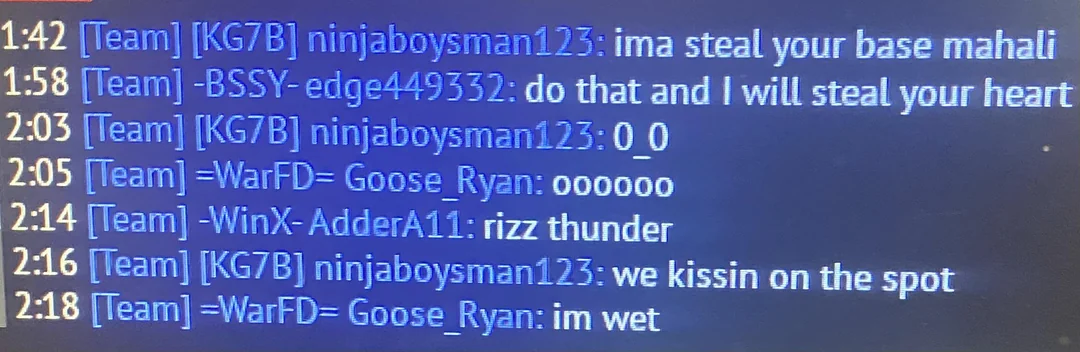 1:42 [Team] [KG7B] ninjaboysman123: ima steal your base mahali
1:58 [Team] -BSSY- edge449332: do that and I will steal your heart
2:03 [Team] [KG7B] ninjaboysman123: 0_0
2:05 [Team] =WarFD= Goose_Ryan: oooooo
2:14 [Team] -WinX- AdderA11: rizz thunder
2:16 [Team] [KG7B] ninjaboysman123: we kissin on the spot
2:18 [Team] =WarFD= Goose_Ryan: im wet